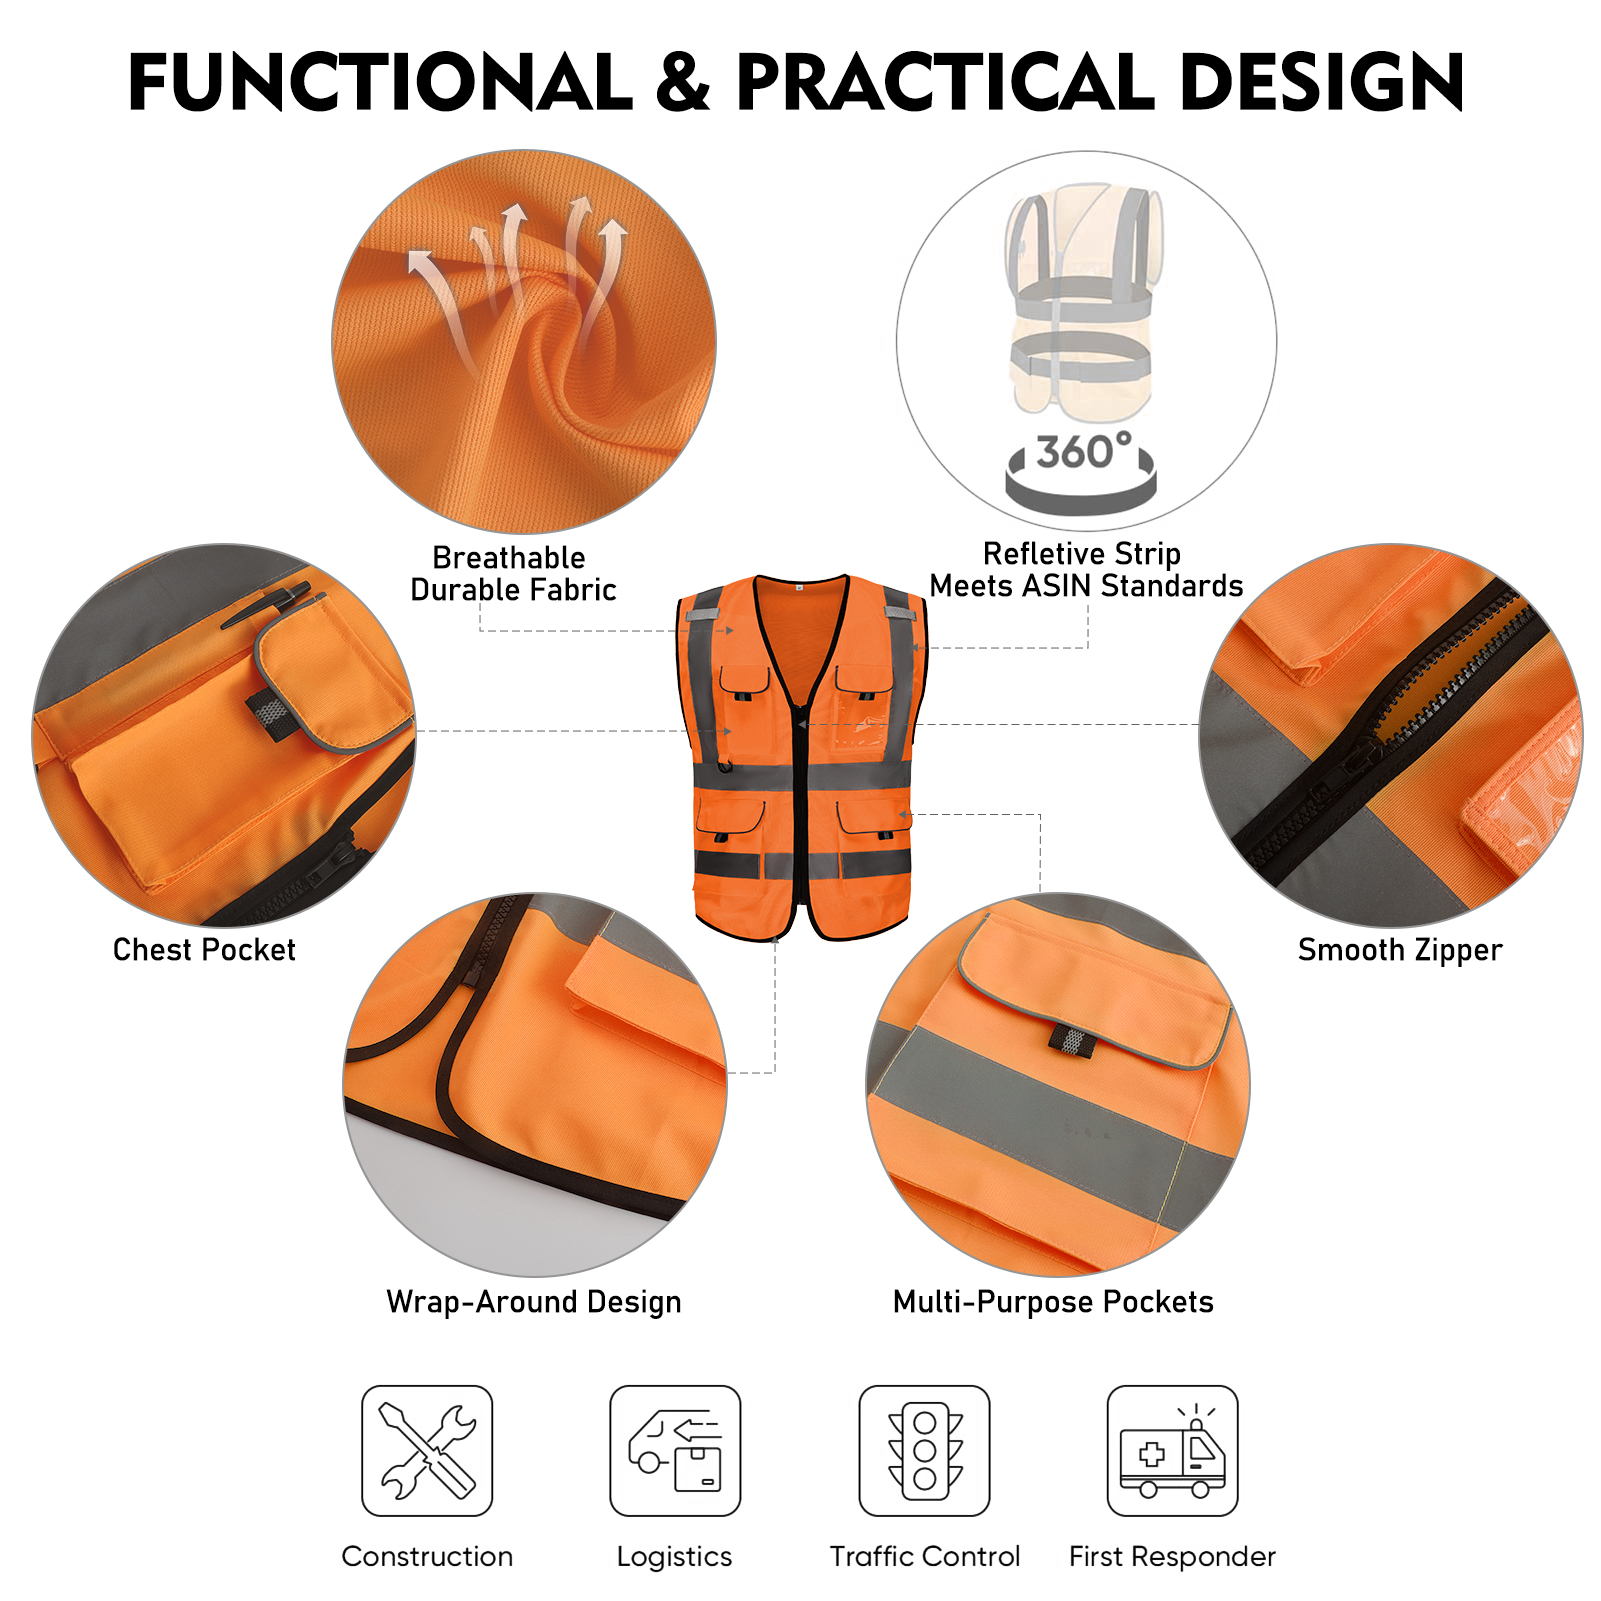 FUNCTIONAL & PRACTICAL DESIGN
360°
Breathable
Durable Fabric
Refletive Strip
Meets ASIN Standards
Chest Pocket
Smooth Zipper
Wrap-Around Design
Multi-Purpose Pockets
Construction
Logistics
Traffic Control
First Responder